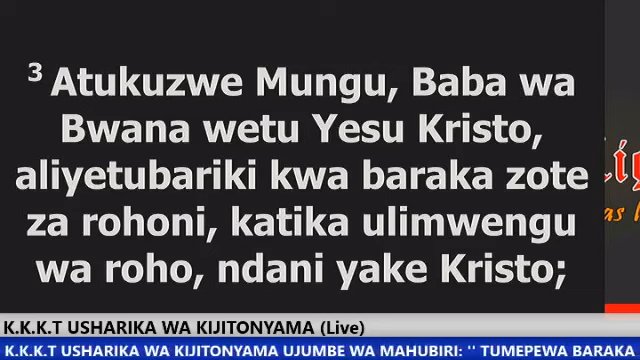 3 Atukuzwe Mungu, Baba wa
Bwana wetu Yesu Kristo,
aliyetubariki kwa baraka zote
za rohoni, katika ulimwengu
wa roho, ndani yake Kristo;
K.K.K.T USHARIKA WA KIJITONYAMA (Live)
K.K.K.T USHARIKA WA KIJITONYAMA UJUMBE WA MAHUBIRI: '' TUMEPEWA BARAKA